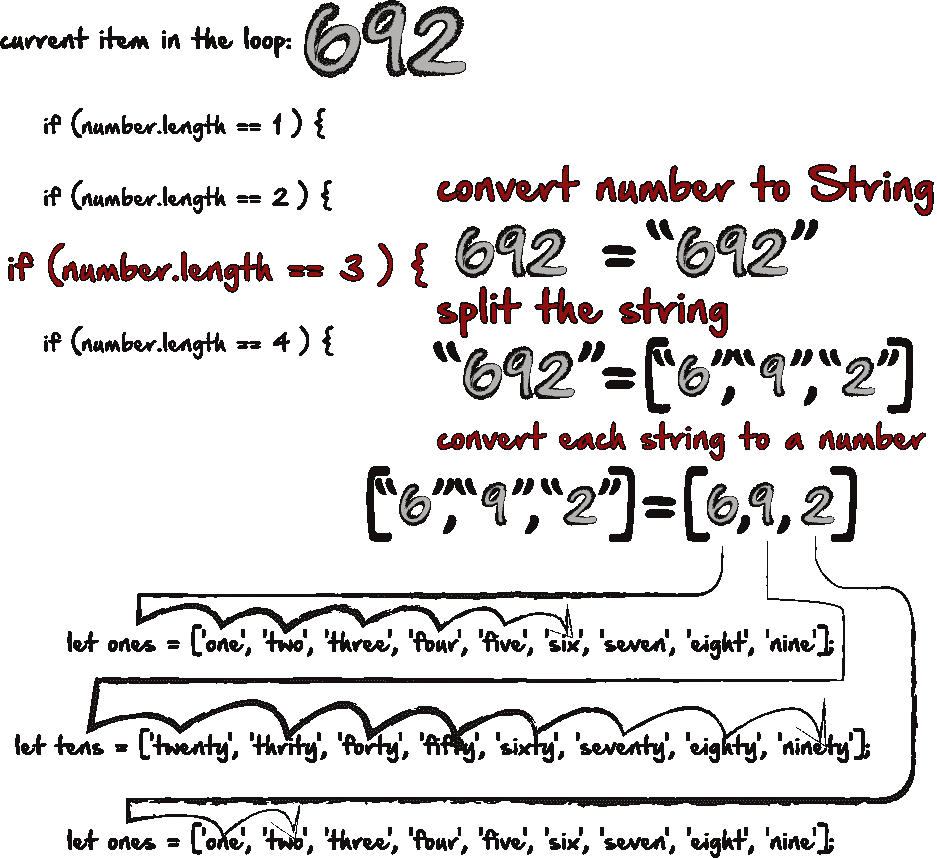 current item in the loop: 692
if (number.length == 1 ) {
if (number.length == 2 ) {
convert number to String
if (number.length == 3 ) {
692 = “692”
split the string
if (number.length == 4 ) {
“692”=[“6”,“9”,“2”]
convert each string to a number
[“6”,“9”,“2”]=[6,9,2]
let ones = ['one', 'two', 'three', 'four', 'five', 'six', 'seven', 'eight', 'nine'];
let tens = ['twenty', 'thrity', 'forty', 'fifty', 'sixty', 'seventy', 'eighty', 'ninety'];
let ones = ['one', 'two', 'three', 'four', 'five', 'six', 'seven', 'eight', 'nine'];